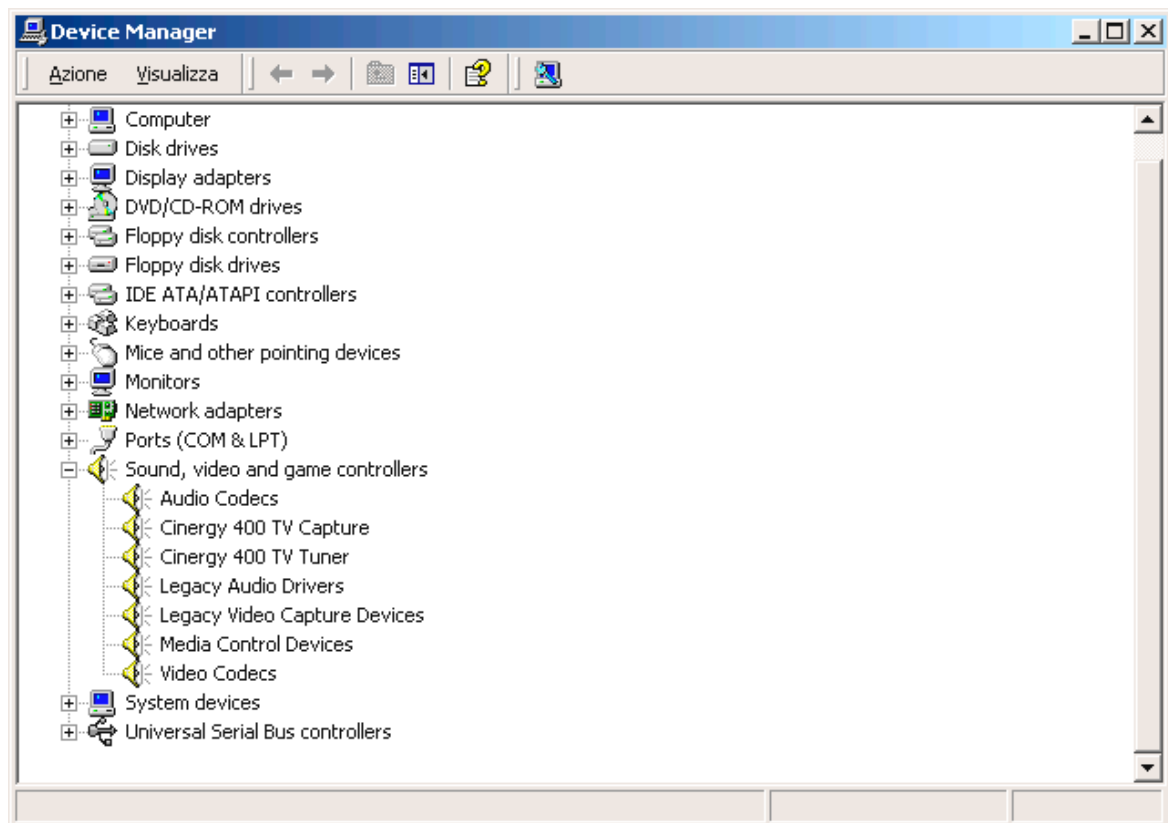 Device Manager
Azione Visualizza
Computer
Disk drives
Display adapters
DVD/CD-ROM drives
Floppy disk controllers
Floppy disk drives
IDE ATA/ATAPI controllers
Keyboards
Mice and other pointing devices
Monitors
Network adapters
Ports (COM & LPT)
Sound, video and game controllers
Audio Codecs
Cinergy 400 TV Capture
Cinergy 400 TV Tuner
Legacy Audio Drivers
Legacy Video Capture Devices
Media Control Devices
Video Codecs
System devices
Universal Serial Bus controllers